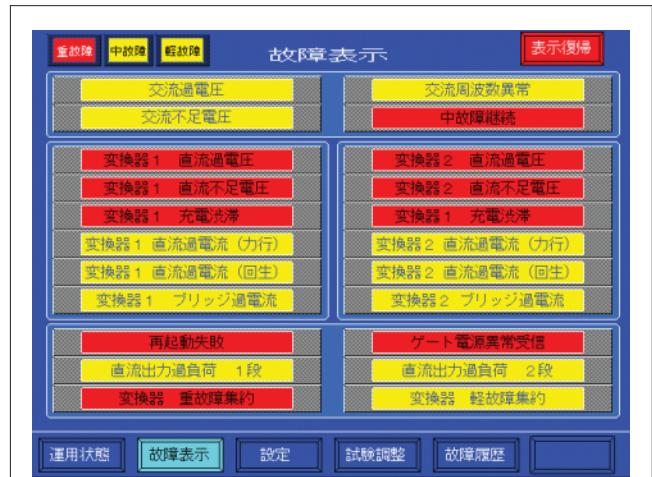 重故障 中故障 軽故障 故障表示 表示復帰
交流過電圧 交流周波数異常
交流不足電圧 中故障継続
変換器1 直流過電圧 変換器2 直流過電圧
変換器1 直流不足電圧 変換器2 直流不足電圧
変換器1 充電渋滞 変換器1 充電渋滞
変換器1 直流過電流(力行) 変換器2 直流過電流(力行)
変換器1 直流過電流(回生) 変換器2 直流過電流(回生)
変換器1 ブリッジ過電流 変換器2 ブリッジ過電流
再起動失敗 ゲート電源異常受信
直流出力過負荷 1段 直流出力過負荷 2段
変換器 重故障集約 変換器 軽故障集約
運用状態 故障表示 設定 試験調整 故障履歴